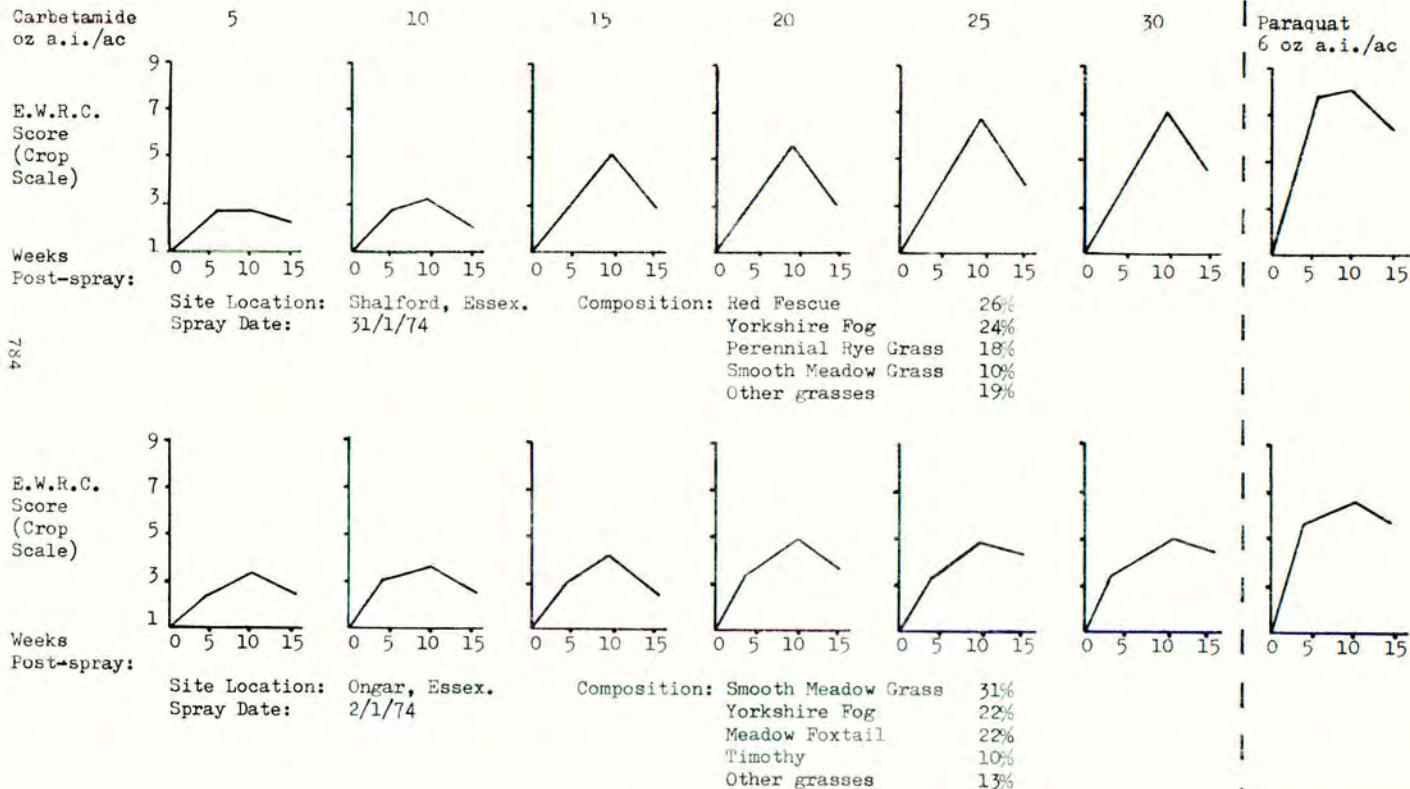 Carbetamide 5 10 15 20 25 30 Paraquat
oz a.i./ac 6 oz a.i./ac
9
E.W.R.C. 7
Score
(Crop 5
Scale)
3
1
Weeks 0 5 10 15 0 5 10 15 0 5 10 15 0 5 10 15 0 5 10 15 0 5 10 15 0 5 10 15
Post-spray:
Site Location: Shalford, Essex. Composition: Red Fescue 26%
Spray Date: 31/1/74 Yorkshire Fog 24%
Perennial Rye Grass 18%
784
Smooth Meadow Grass 10%
Other grasses 19%
9
E.W.R.C.
Score 7
(Crop 5
Scale)
3
1
Weeks 0 5 10 15 0 5 10 15 0 5 10 15 0 5 10 15 0 5 10 15 0 5 10 15 0 5 10 15
Post-spray:
Site Location: Ongar, Essex. Composition: Smooth Meadow Grass 31%
Spray Date: 2/1/74 Yorkshire Fog 22%
Meadow Foxtail 22%
Timothy 10%
Other grasses 13%